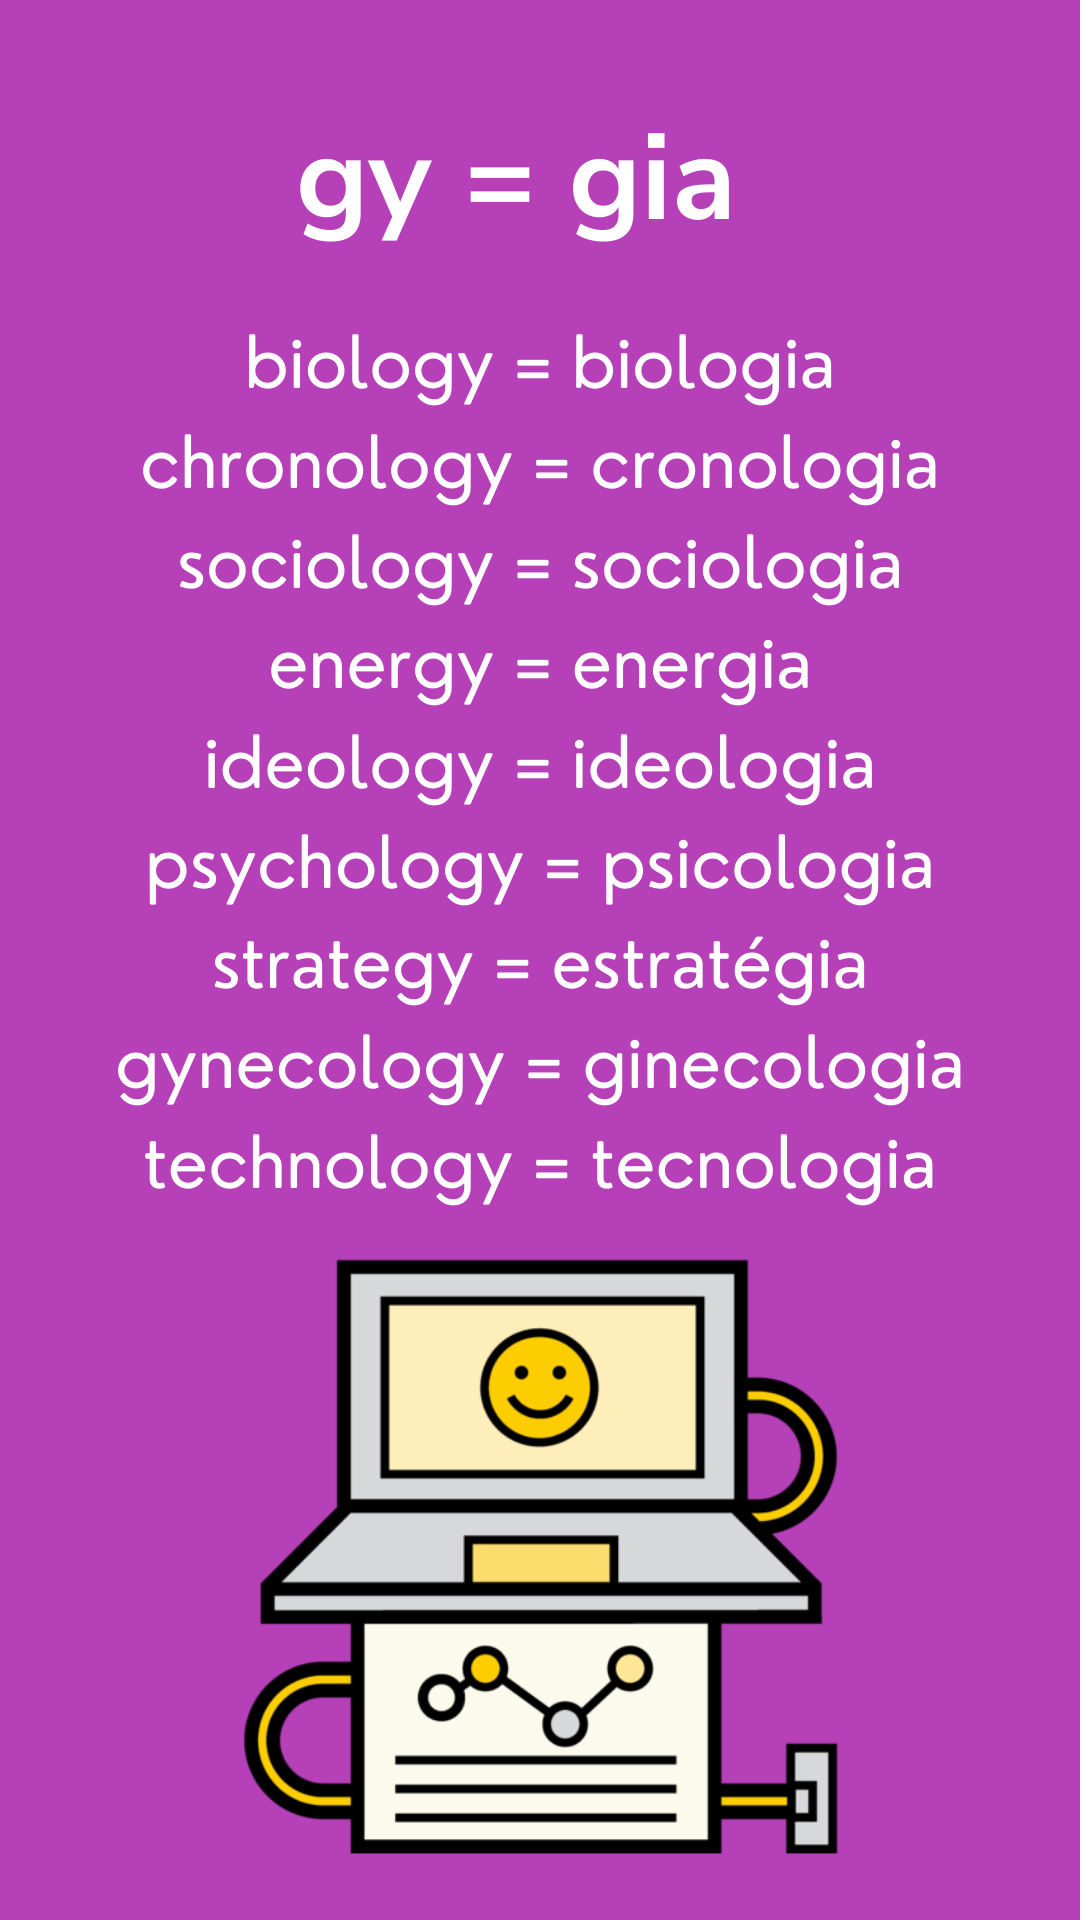 gy = gia
biology = biologia
chronology = cronologia
sociology = sociologia
energy = energia
ideology = ideologia
psychology = psicologia
strategy = estratégia
gynecology = ginecologia
technology = tecnologia